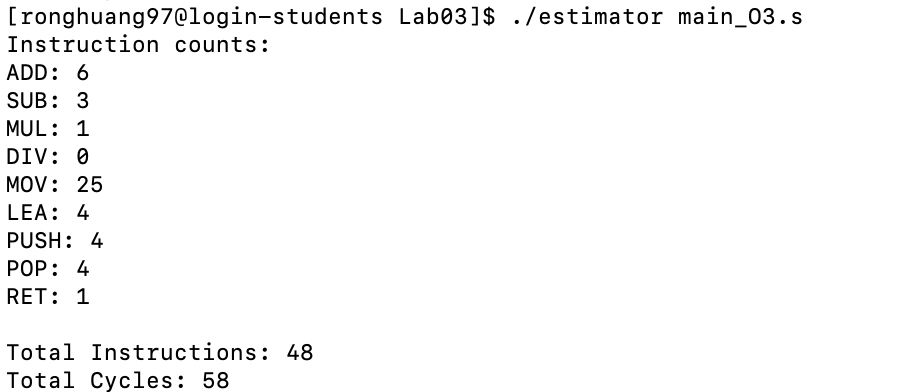 [ronghuang97@login-students Lab03]$ ./estimator main_O3.s
Instruction counts:
ADD: 6
SUB: 3
MUL: 1
DIV: 0
MOV: 25
LEA: 4
PUSH: 4
POP: 4
RET: 1
Total Instructions: 48
Total Cycles: 58